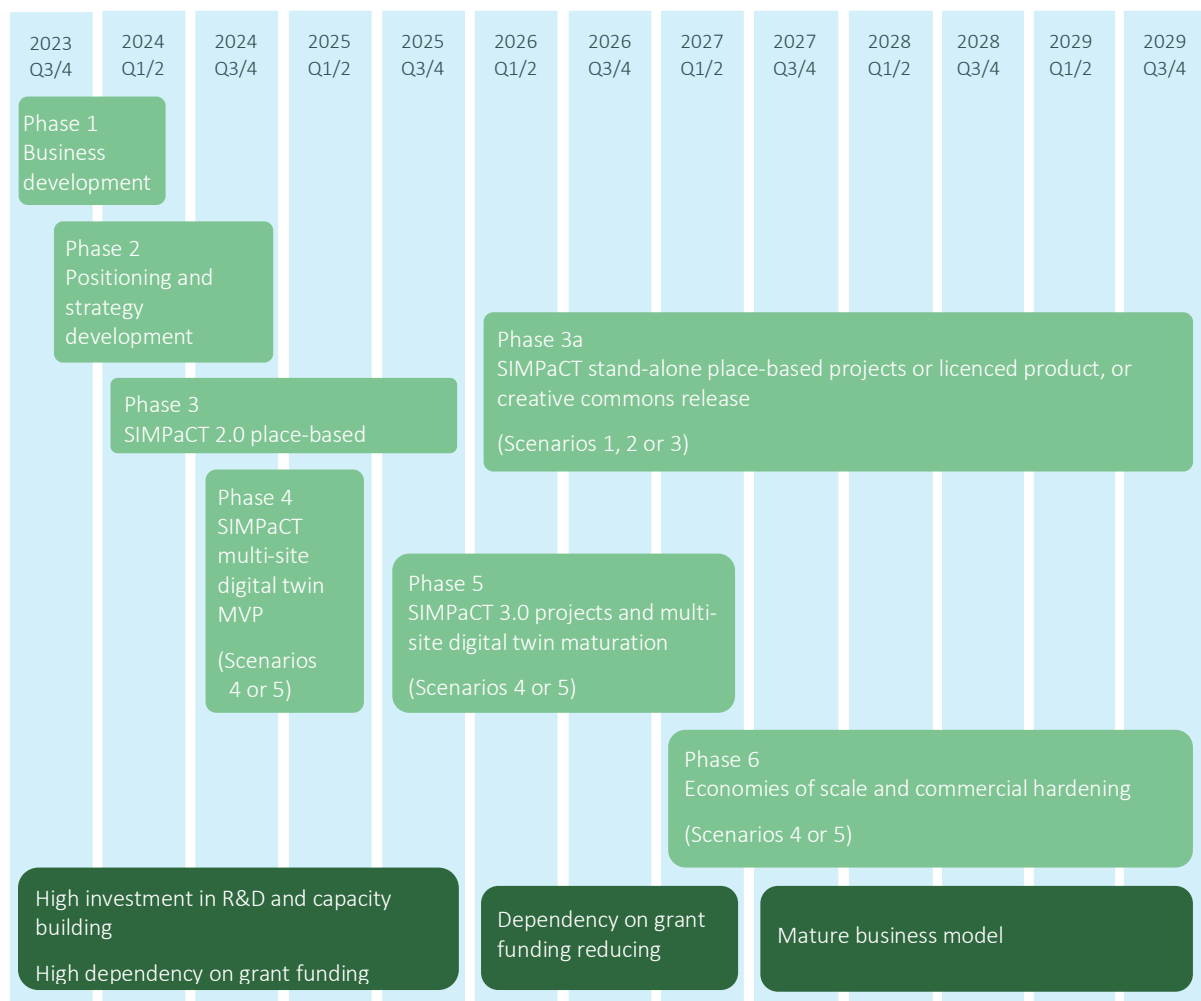 2023
Q3/4
2024
Q1/2
2024
Q3/4
2025
Q1/2
2025
Q3/4
2026
Q1/2
2026
Q3/4
2027
Q1/2
2027
Q3/4
2028
Q1/2
2028
Q3/4
2029
Q1/2
2029
Q3/4
Phase 1
Business
development
Phase 2
Positioning and
strategy
development
Phase 3
SIMPaCT 2.0 place-based
Phase 3a
SIMPaCT stand-alone place-based projects or licenced product, or
creative commons release
(Scenarios 1, 2 or 3)
Phase 4
SIMPaCT
multi-site
digital twin
MVP
(Scenarios
4 or 5)
Phase 5
SIMPaCT 3.0 projects and multi-
site digital twin maturation
(Scenarios 4 or 5)
Phase 6
Economies of scale and commercial hardening
(Scenarios 4 or 5)
High investment in R&D and capacity
building
High dependency on grant funding
Dependency on grant
funding reducing
Mature business model